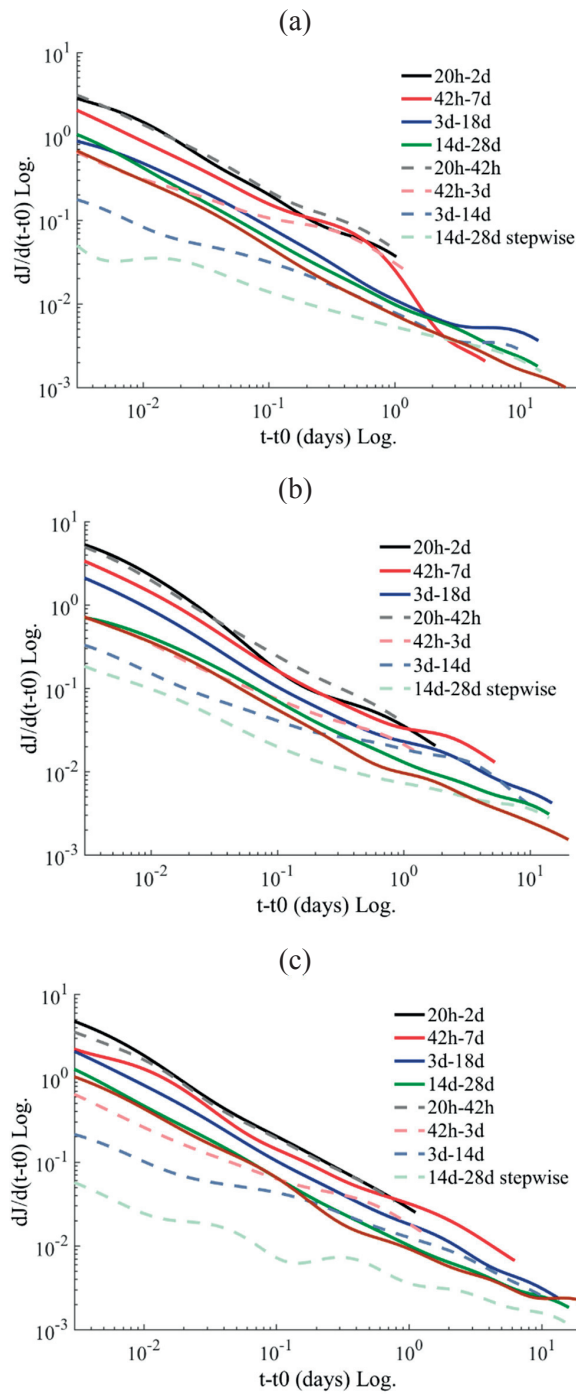 (a)
20h-2d
42h-7d
3d-18d
14d-28d
20h-42h
42h-3d
3d-14d
14d-28d stepwise
dJ/d(t-t0) Log.
10^1
10^0
10^-1
10^-2
10^-3
10^-2 10^-1 10^0 10^1
t-t0 (days) Log.
(b)
20h-2d
42h-7d
3d-18d
20h-42h
42h-3d
3d-14d
14d-28d stepwise
dJ/d(t-t0) Log.
10^1
10^0
10^-1
10^-2
10^-3
10^-2 10^-1 10^0 10^1
t-t0 (days) Log.
(c)
20h-2d
42h-7d
3d-18d
14d-28d
20h-42h
42h-3d
3d-14d
14d-28d stepwise
dJ/d(t-t0) Log.
10^1
10^0
10^-1
10^-2
10^-3
10^-2 10^-1 10^0 10^1
t-t0 (days) Log.